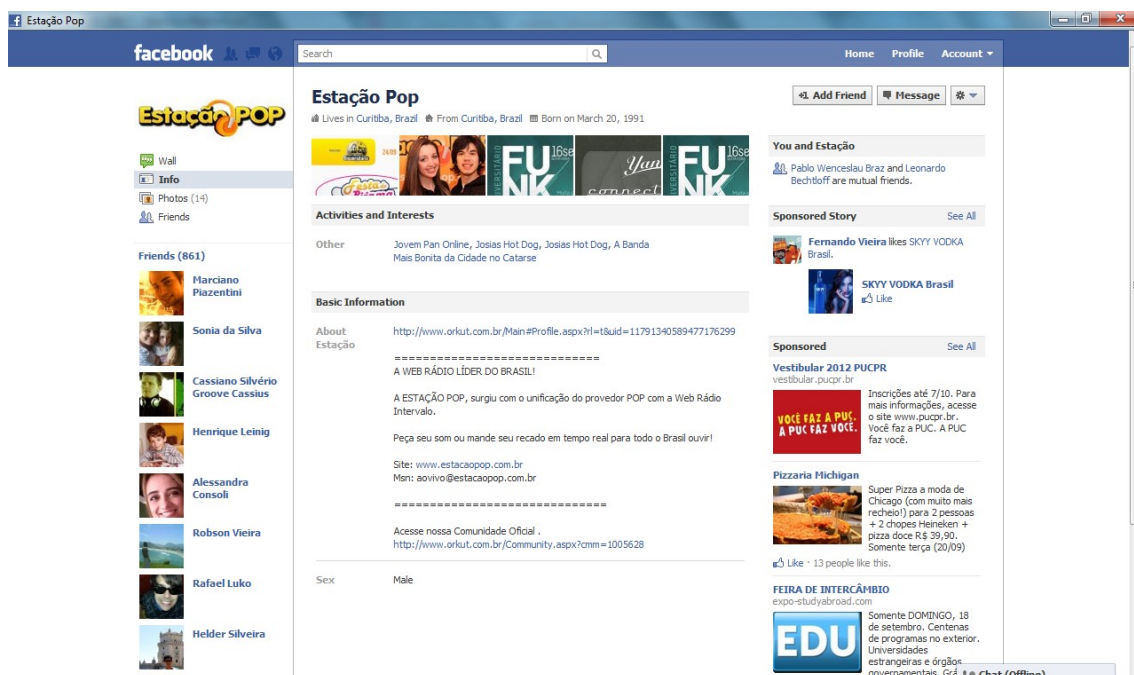 Estação Pop
facebook
Search
Home Profile Account
Estação POP
Wall
Info
Photos (14)
Friends
Friends (861)
Marciano
Piazentini
Sonia da Silva
Cassiano Silvério
Groove Cassius
Henrique Leinig
Alessandra
Consoli
Robson Vieira
Rafael Luko
Helder Silveira
Estação Pop
Lives in Curitiba, Brazil From Curitiba, Brazil Born on March 20, 1991
FUNK
16se
Yuu
connect
FUNK
16se
Activities and Interests
Other
Jovem Pan Online, Josias Hot Dog, Josias Hot Dog, A Banda
Mais Bonita da Cidade no Catarse
Basic Information
About
Estação
http://www.orkut.com.br/Main#Profile.aspx?rl=t&uid=11791340589477176299
==============================
A WEB RÁDIO LÍDER DO BRASIL!
A ESTAÇÃO POP, surgiu com o unificação do provedor POP com a Web Rádio
Intervalo.
Peça seu som ou mande seu recado em tempo real para todo o Brasil ouvir!
Site: www.estacaopop.com.br
Msn: aovivo@estacaopop.com.br
==============================
Acesse nossa Comunidade Oficial .
http://www.orkut.com.br/Community.aspx?cmm=1005628
Sex Male
+1 Add Friend Message
You and Estação
Pablo Wenceslau Braz and Leonardo
Bechtloff are mutual friends.
Sponsored Story See All
Fernando Vieira likes SKYY VODKA
Brasil.
SKYY VODKA Brasil
Like
Sponsored See All
Vestibular 2012 PUCPR
vestibular.pucpr.br
VOCÊ FAZ A PUC.
A PUC FAZ VOCÊ.
Inscrições até 7/10. Para
mais informações, acesse
o site www.pucpr.br.
Você faz a PUC. A PUC
faz você.
Pizzaria Michigan
Super Pizza a moda de
Chicago (com muito mais
recheio!) para 2 pessoas
+ 2 chopes Heineken +
pizza doce R$ 39,90.
Somente terça (20/09)
Like · 13 people like this.
FEIRA DE INTERCÂMBIO
expo-studyabroad.com
EDU
Somente DOMINGO, 18
de setembro. Centenas
de programas no exterior.
Universidades
estrangeiras e órgãos
governamentais. Grá
Chat (Offline)